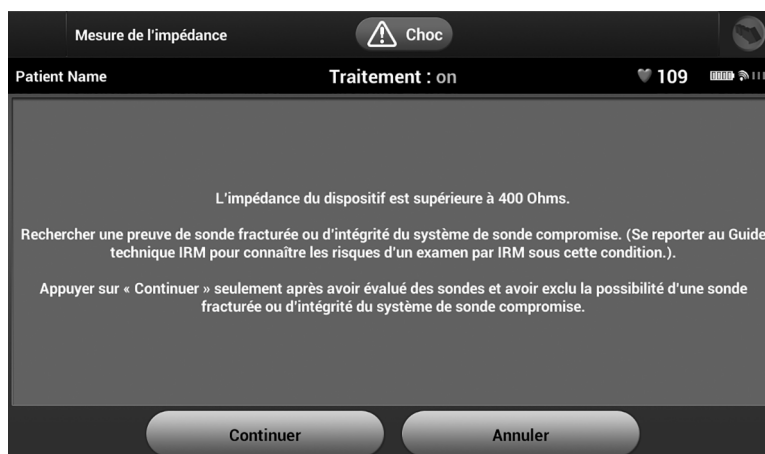 Mesure de l'impédance
Choc
Patient Name
Traitement : on
109
L'impédance du dispositif est supérieure à 400 Ohms.
Rechercher une preuve de sonde fracturée ou d'intégrité du système de sonde compromise. (Se reporter au Guide
technique IRM pour connaître les risques d'un examen par IRM sous cette condition.).
Appuyer sur « Continuer » seulement après avoir évalué des sondes et avoir exclu la possibilité d'une sonde
fracturée ou d'intégrité du système de sonde compromise.
Continuer
Annuler